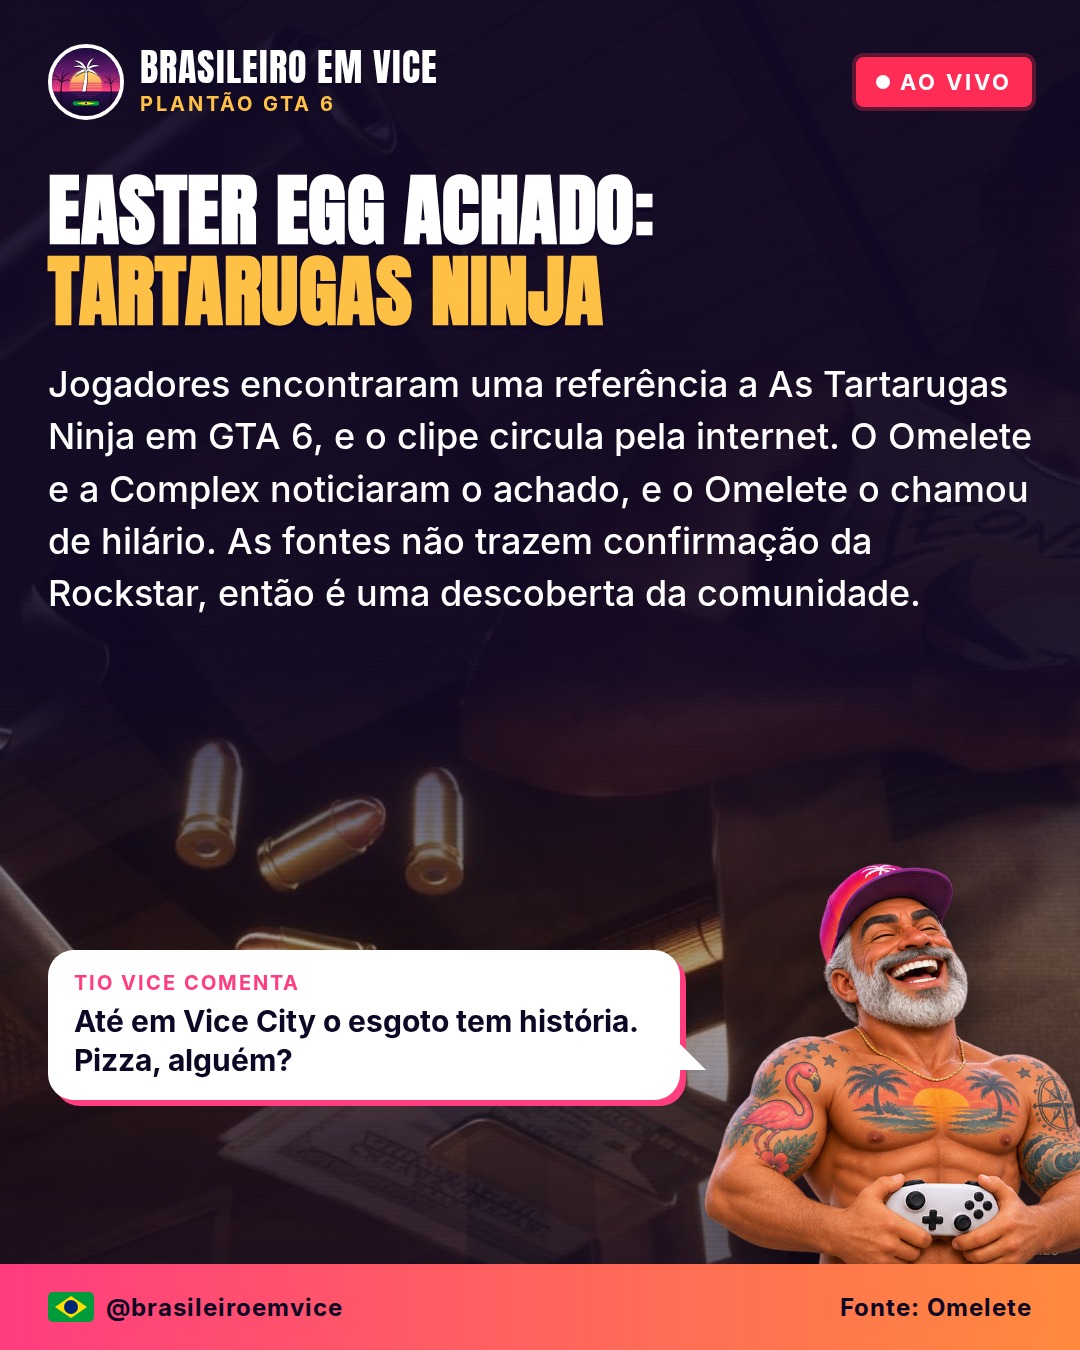 BRASILEIRO EM VICE
PLANTÃO GTA 6
AO VIVO
EASTER EGG ACHADO:
TARTARUGAS NINJA
Jogadores encontraram uma referência a As Tartarugas
Ninja em GTA 6, e o clipe circula pela internet. O Omelete
e a Complex noticiaram o achado, e o Omelete o chamou
de hilário. As fontes não trazem confirmação da
Rockstar, então é uma descoberta da comunidade.
TIO VICE COMENTA
Até em Vice City o esgoto tem história.
Pizza, alguém?
@brasileiroemvice
Fonte: Omelete